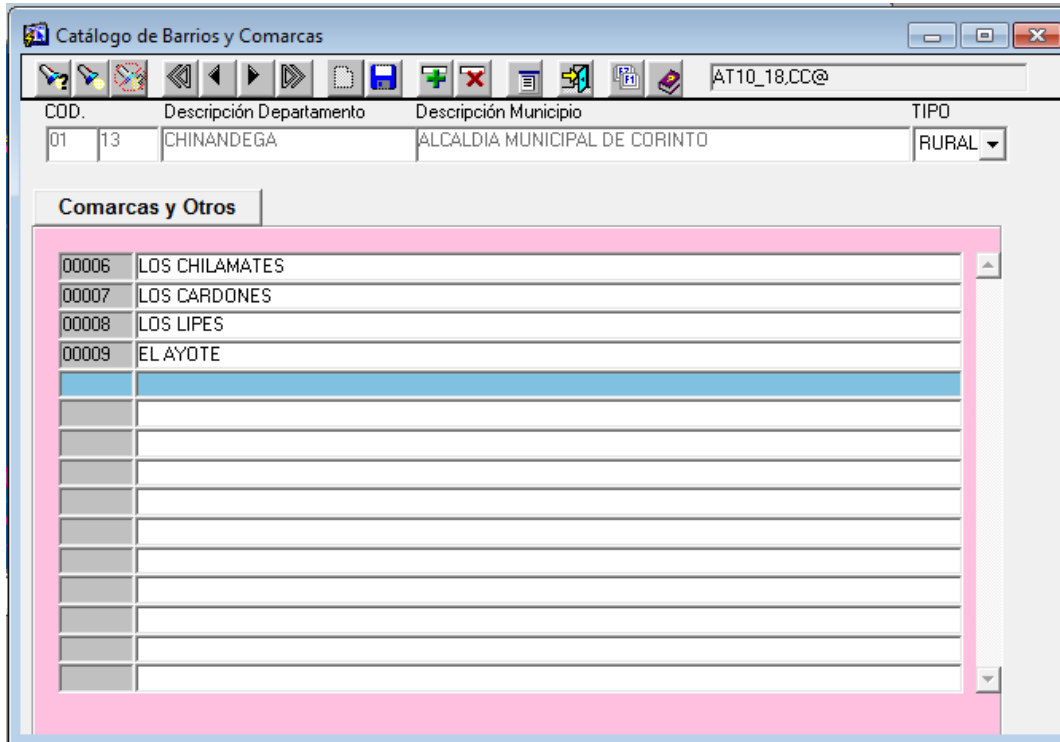 Catálogo de Barrios y Comarcas
AT10_18,CC@
COD. Descripción Departamento Descripción Municipio TIPO
01 13 CHINANDEGA ALCALDIA MUNICIPAL DE CORINTO RURAL
Comarcas y Otros
00006 LOS CHILAMATES
00007 LOS CARDONES
00008 LOS LIPES
00009 EL AYOTE